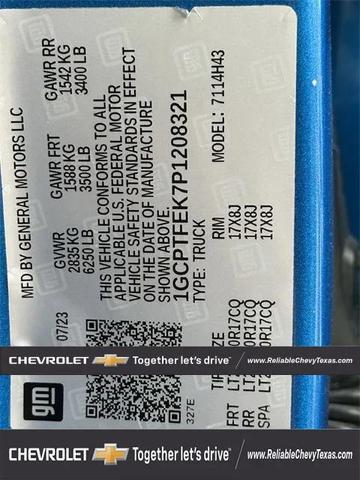 MFD BY GENERAL MOTORS LLC
07/23
GVWR GAWR FRT GAWR RR
2835 KG 1588 KG 1542 KG
6250 LB 3500 LB 3400 LB
THIS VEHICLE CONFORMS TO ALL
APPLICABLE U.S. FEDERAL MOTOR
VEHICLE SAFETY STANDARDS IN EFFECT
ON THE DATE OF MANUFACTURE
SHOWN ABOVE.
1GCPTFEK7P1208321
TYPE: TRUCK MODEL: 7114H43
RIM
FRT 17X8J
RR 17X8J
SPA 17X8J
gm
327E
CHEVROLET Together let's drive www.ReliableChevyTexas.com
CHEVROLET Together let's drive www.ReliableChevyTexas.com